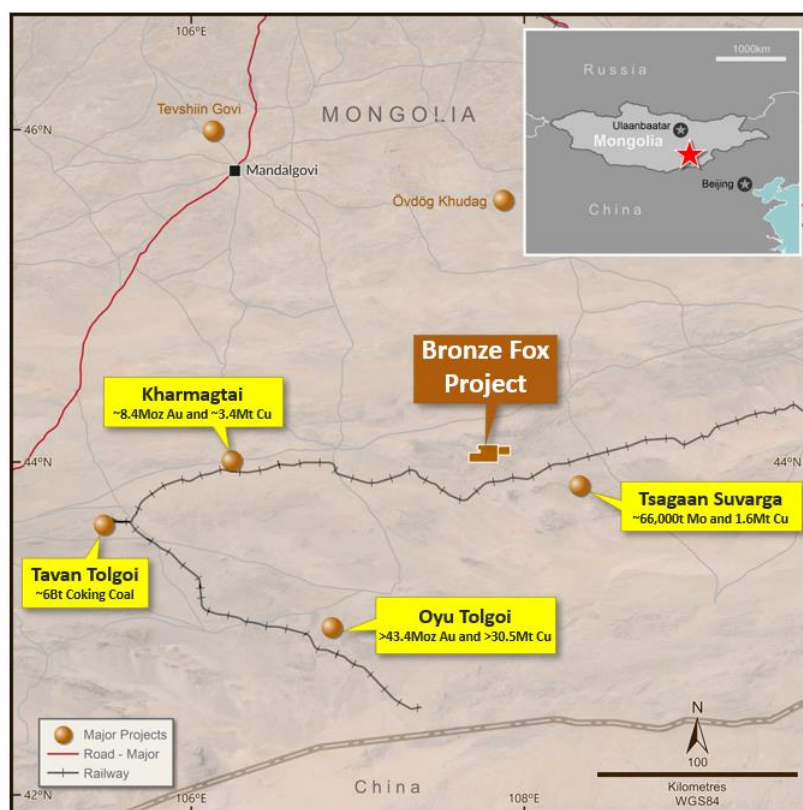 106°E
1000km
Russia
Ulaanbaatar
Mongolia
Beijing
China
Tevshiin Govi
MONGOLIA
46°N
Mandalgovi
Övdög Khudag
Bronze Fox
Project
Kharmagtai
~8.4Moz Au and ~3.4Mt Cu
44°N
44°N
Tsagaan Suvarga
~66,000t Mo and 1.6Mt Cu
Tavan Tolgoi
~6Bt Coking Coal
Oyu Tolgoi
>43.4Moz Au and >30.5Mt Cu
Major Projects
Road - Major
Railway
N
100
Kilometres
WGS84
China
42°N
106°E
108°E